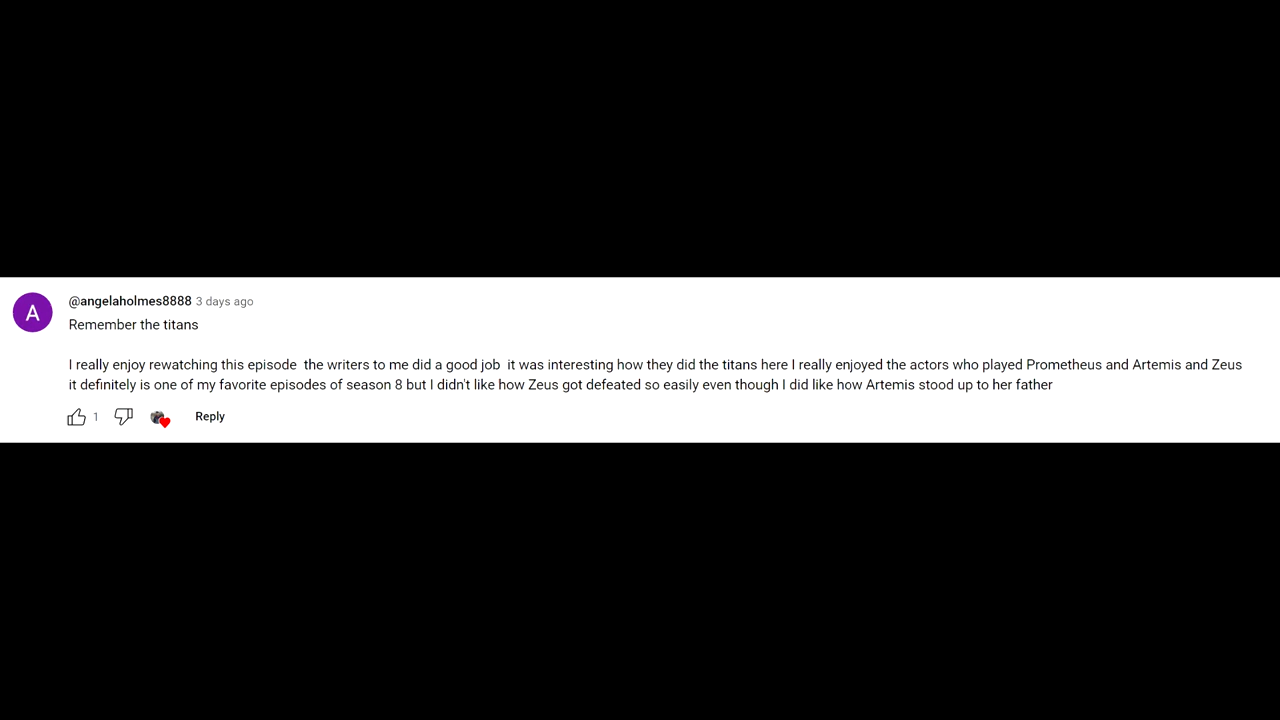 A
@angelaholmes8888 3 days ago
Remember the titans
I really enjoy rewatching this episode  the writers to me did a good job  it was interesting how they did the titans here I really enjoyed the actors who played Prometheus and Artemis and Zeus
it definitely is one of my favorite episodes of season 8 but I didn't like how Zeus got defeated so easily even though I did like how Artemis stood up to her father
1 Reply